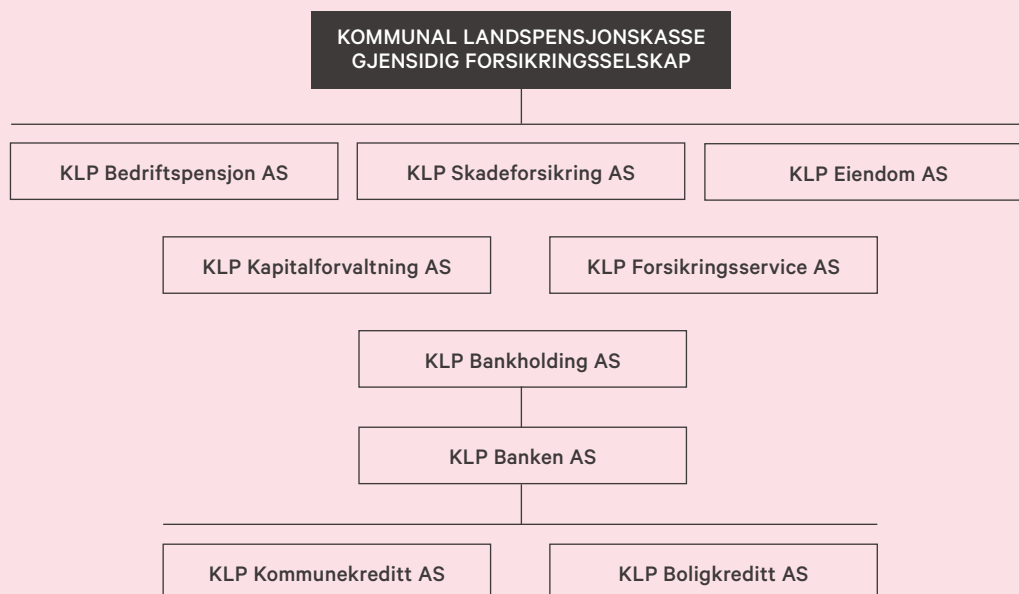 KOMMUNAL LANDSPENSJONSKASSE
GJENSIDIG FORSIKRINGSSELSKAP
KLP Bedriftspensjon AS
KLP Skadeforsikring AS
KLP Eiendom AS
KLP Kapitalforvaltning AS
KLP Forsikringsservice AS
KLP Bankholding AS
KLP Banken AS
KLP Kommunekreditt AS
KLP Boligkreditt AS